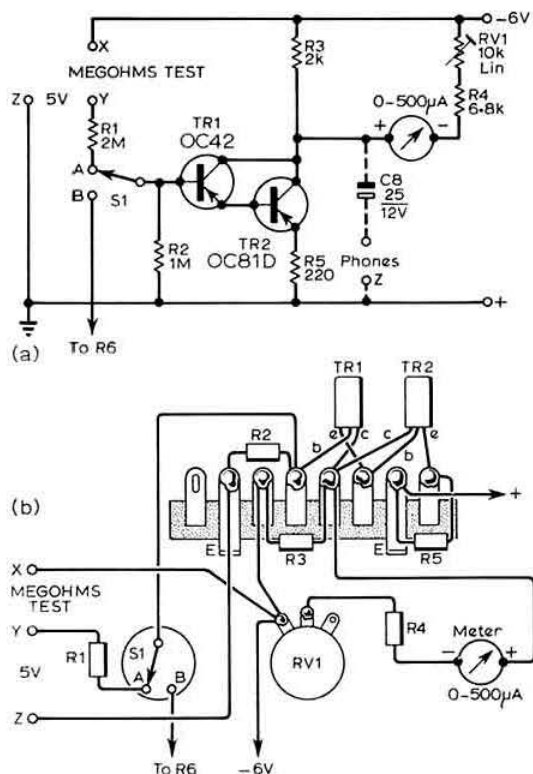 −6V
X
R3
2k
RV1
10k
Lin
MEGOHMS TEST
Z 5V Y
TR1
OC42
0–500µA
R4
6·8k
+ −
R1
2M
A
S1
B
C8
25
12V
TR2
OC81D
R2
1M
R5
220
Phones
Z
+
(a)
To R6
TR1 TR2
R2 b e c c b e
(b)
+
E R3 E R5
X
MEGOHMS
TEST
Y
S1
R1
5V
A B
RV1
R4
Meter
− +
0–500µA
Z
To R6 −6V